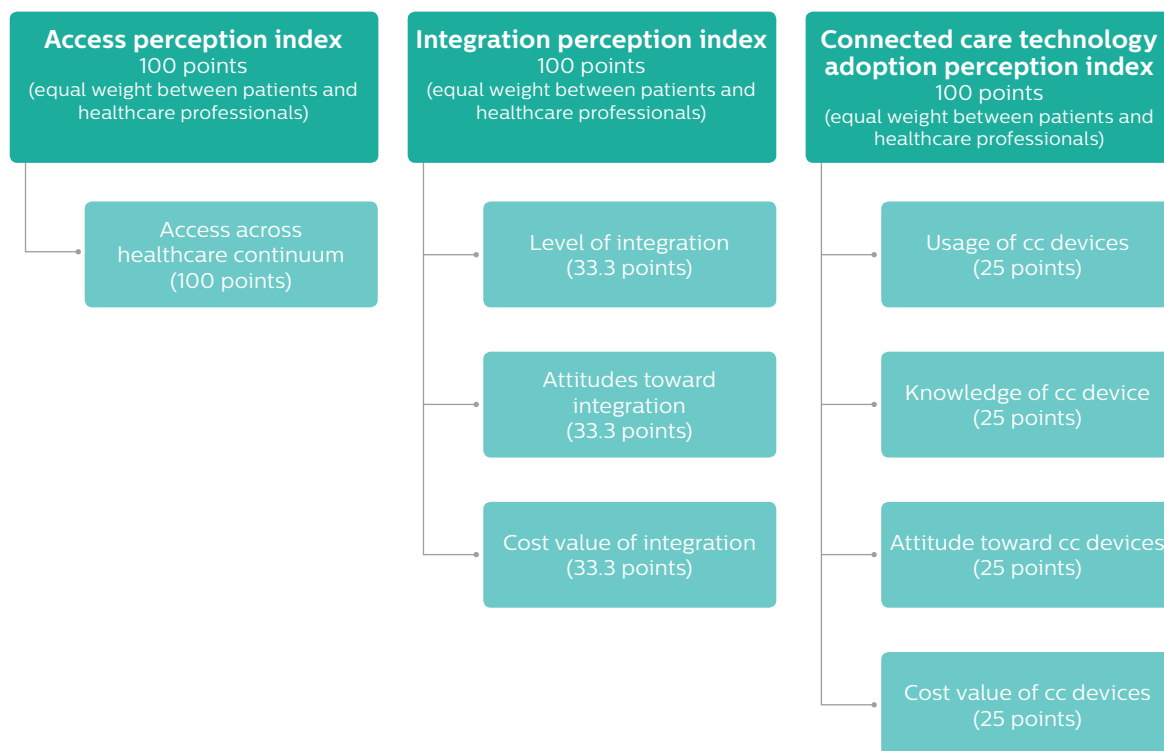 Access perception index
100 points
(equal weight between patients and
healthcare professionals)
Access across
healthcare continuum
(100 points)
Integration perception index
100 points
(equal weight between patients and
healthcare professionals)
Level of integration
(33.3 points)
Attitudes toward
integration
(33.3 points)
Cost value of integration
(33.3 points)
Connected care technology
adoption perception index
100 points
(equal weight between patients and
healthcare professionals)
Usage of cc devices
(25 points)
Knowledge of cc device
(25 points)
Attitude toward cc devices
(25 points)
Cost value of cc devices
(25 points)